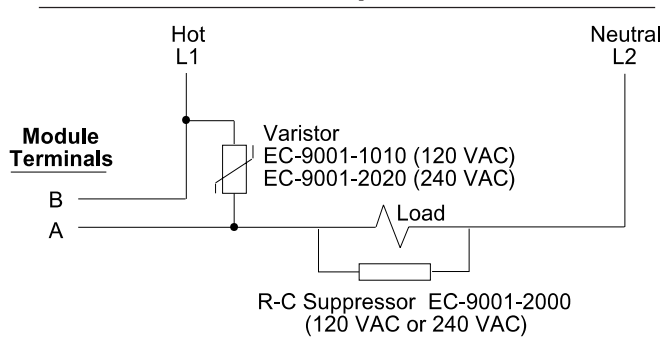 Hot
L1
Neutral
L2
Module
Terminals
Varistor
EC-9001-1010 (120 VAC)
EC-9001-2020 (240 VAC)
B
A
Load
R-C Suppressor EC-9001-2000
(120 VAC or 240 VAC)